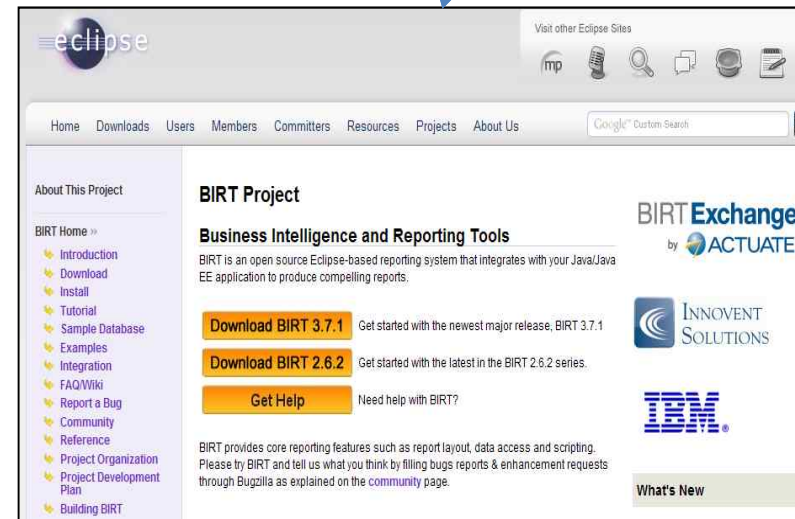 eclipse
Visit other Eclipse Sites
mp
Home Downloads Users Members Committers Resources Projects About Us
Google™ Custom Search
About This Project
BIRT Home »
Introduction
Download
Install
Tutorial
Sample Database
Examples
Integration
FAQ/Wiki
Report a Bug
Community
Reference
Project Organization
Project Development
Plan
Building BIRT
BIRT Project
Business Intelligence and Reporting Tools
BIRT is an open source Eclipse-based reporting system that integrates with your Java/Java
EE application to produce compelling reports.
Download BIRT 3.7.1 Get started with the newest major release, BIRT 3.7.1
Download BIRT 2.6.2 Get started with the latest in the BIRT 2.6.2 series.
Get Help Need help with BIRT?
BIRT provides core reporting features such as report layout, data access and scripting.
Please try BIRT and tell us what you think by filling bugs reports & enhancement requests
through Bugzilla as explained on the community page.
BIRT Exchange
by ACTUATE
INNOVENT
SOLUTIONS
IBM.
What's New